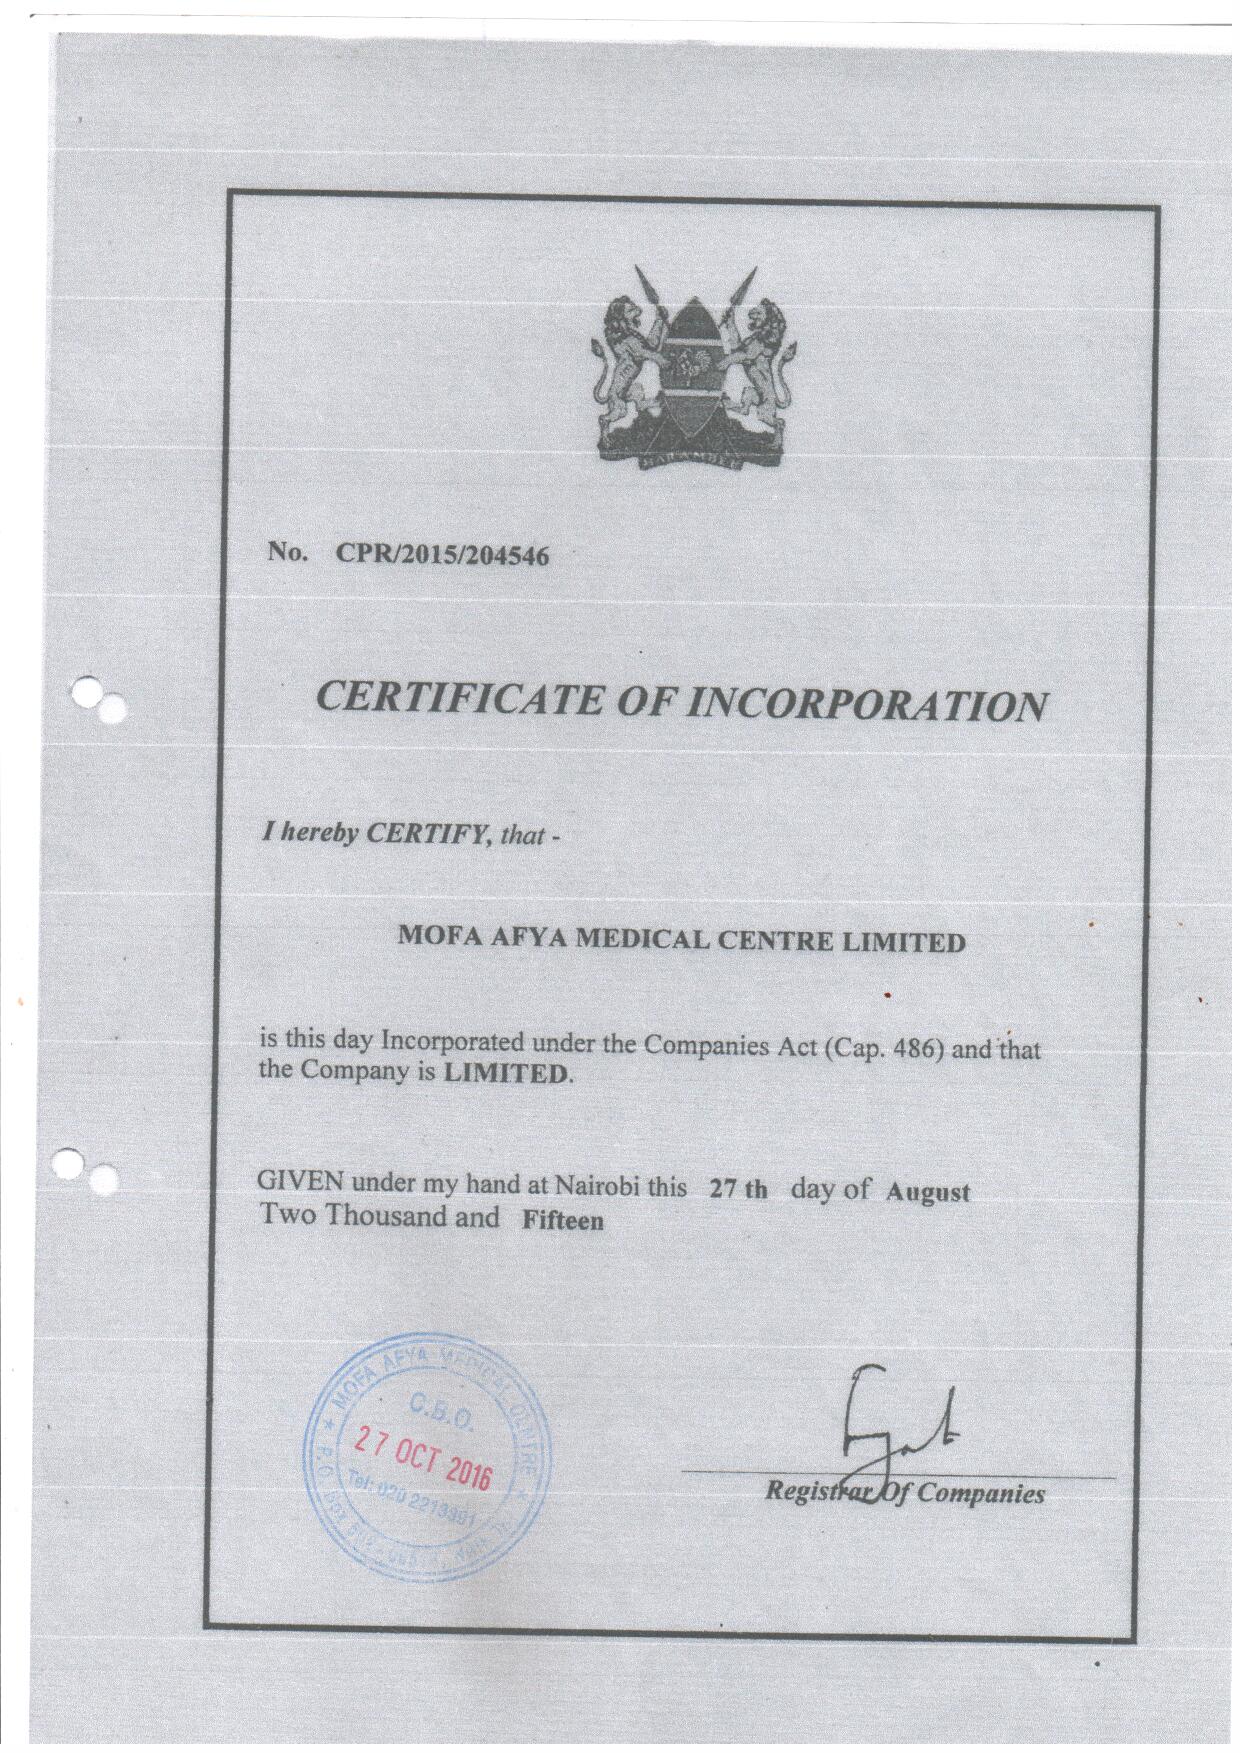 HARAMBEE
No. CPR/2015/204546
CERTIFICATE OF INCORPORATION
I hereby CERTIFY, that -
MOFA AFYA MEDICAL CENTRE LIMITED
is this day Incorporated under the Companies Act (Cap. 486) and that
the Company is LIMITED.
GIVEN under my hand at Nairobi this 27 th day of August
Two Thousand and Fifteen
★ MOFA AFYA MEDICAL CENTRE ★
C.B.O.
27 OCT 2016
Tel: 020 2213391
P.O. Box
Registrar Of Companies